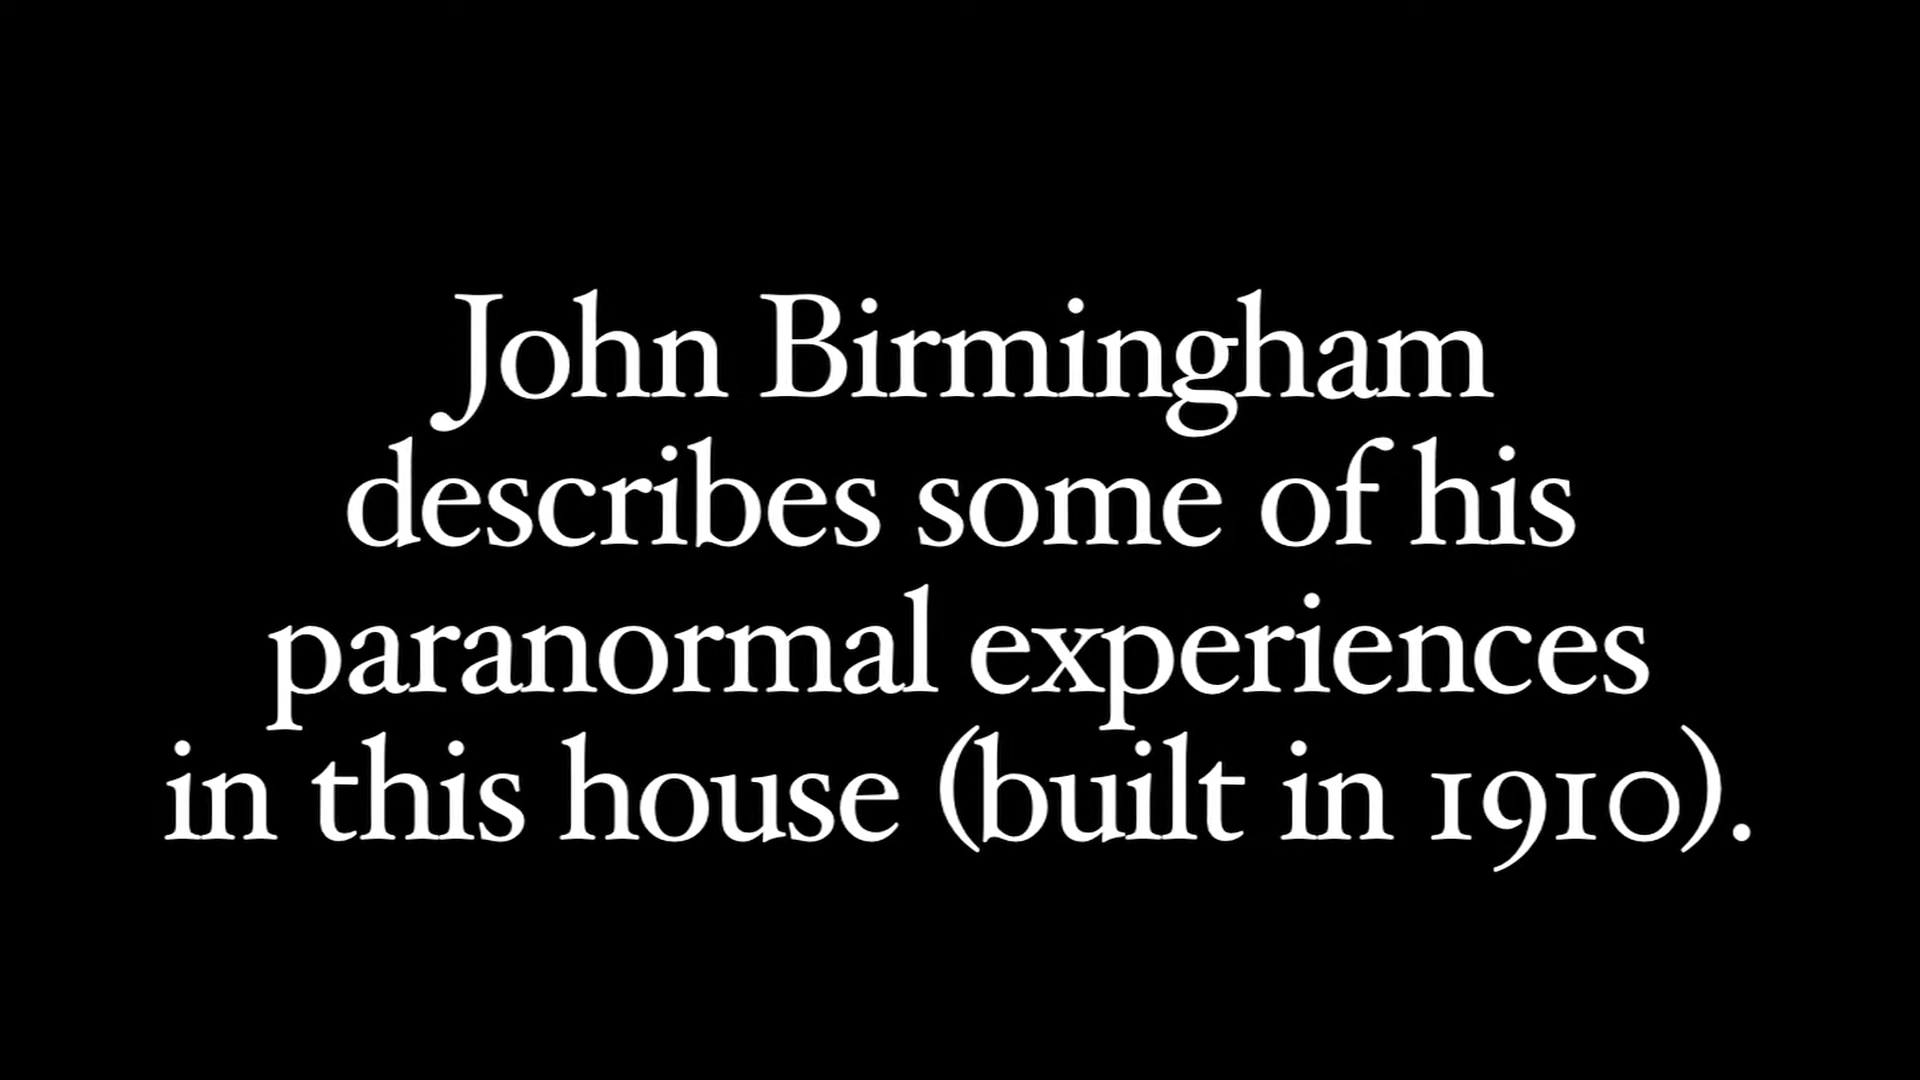 John Birmingham
describes some of his
paranormal experiences
in this house (built in 1910).